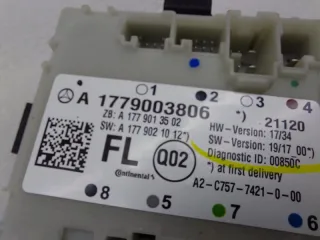 1 2 3 4
A 1779003806 *) 21120
ZB: A 177 901 35 02
SW: A 177 902 10 12*)
HW-Version: 17/34
SW-Version: 19/17 00*)
Diagnostic ID: 00850C
*) at first delivery
FL Q02
Continental
A2-C757-7421-0-00
8 5 7 6